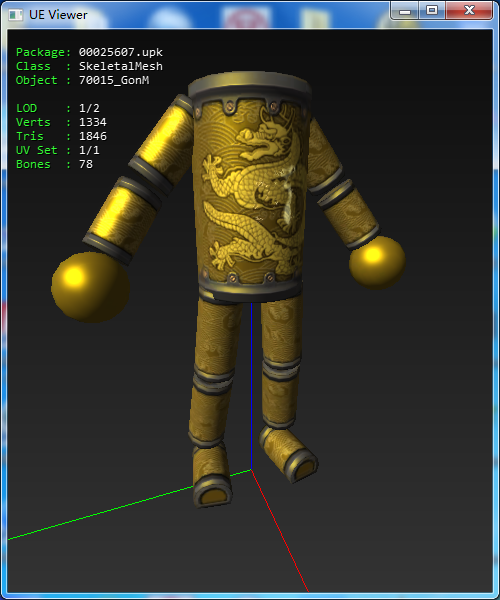 UE Viewer
Package: 00025607.upk
Class : SkeletalMesh
Object : 70015_GonM
LOD : 1/2
Verts : 1334
Tris : 1846
UV Set : 1/1
Bones : 78